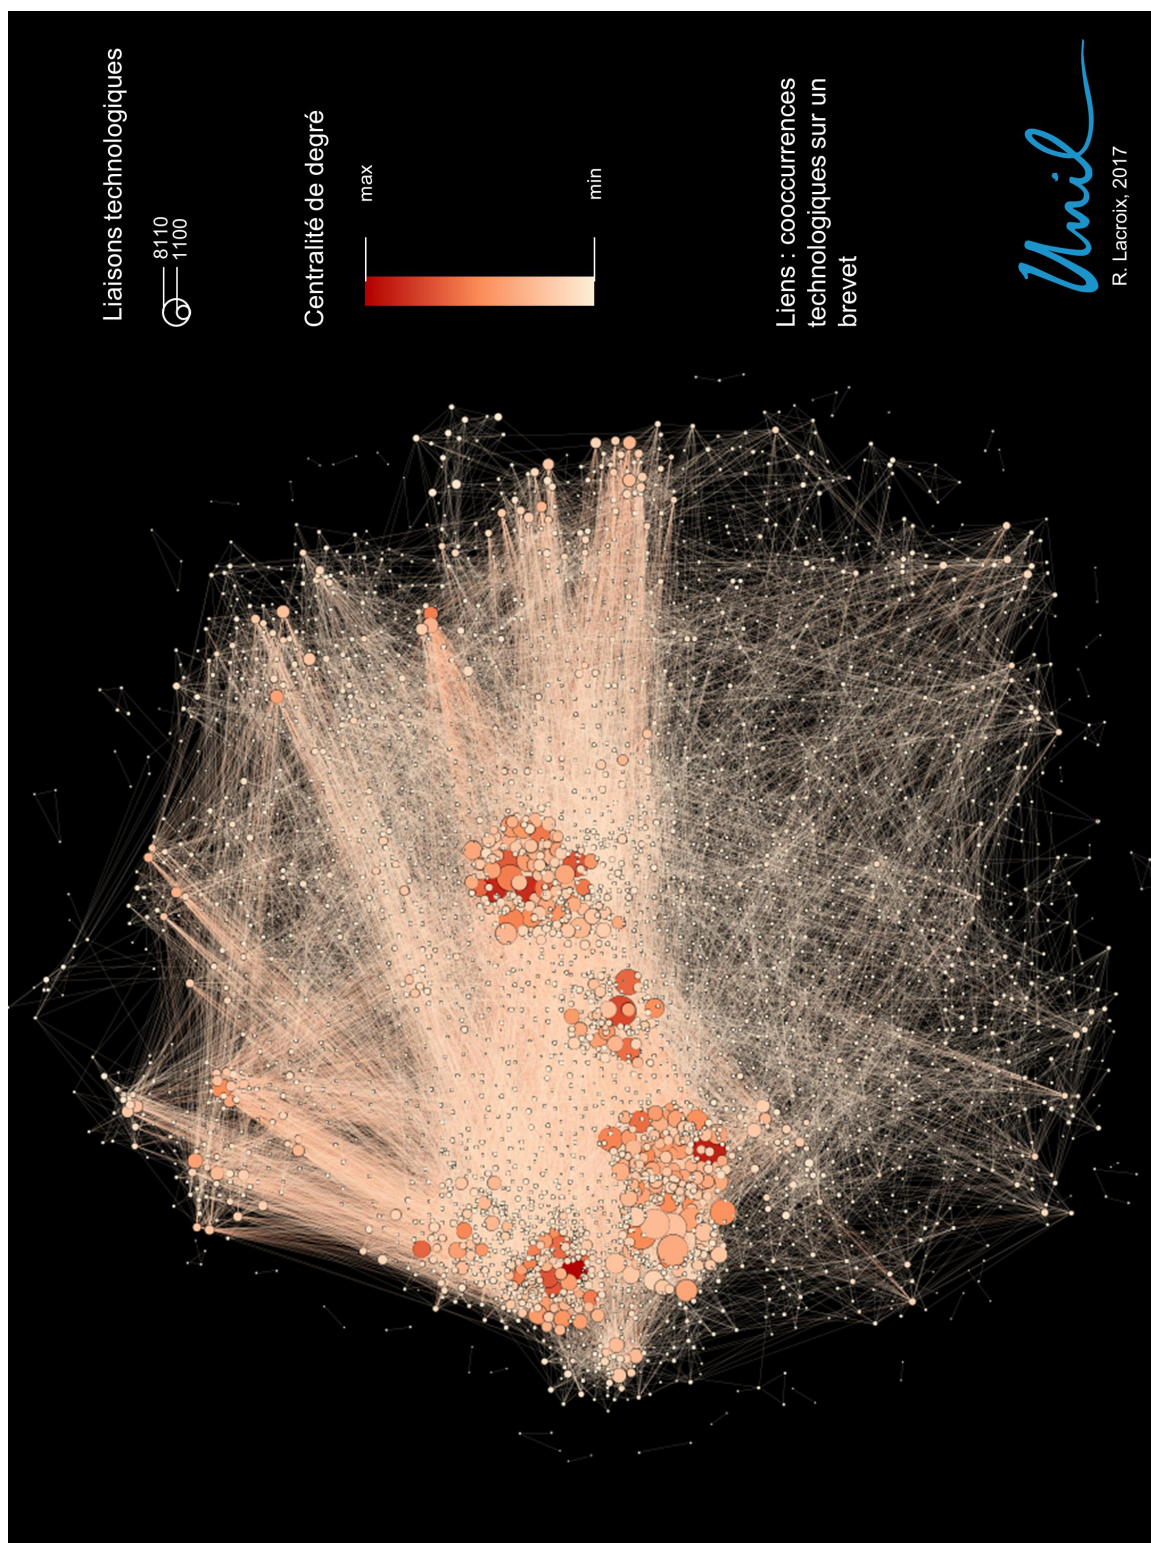 Liaisons technologiques
8110
1100
Centralité de degré
max
min
Liens : cooccurrences
technologiques sur un
brevet
Unil
R. Lacroix, 2017